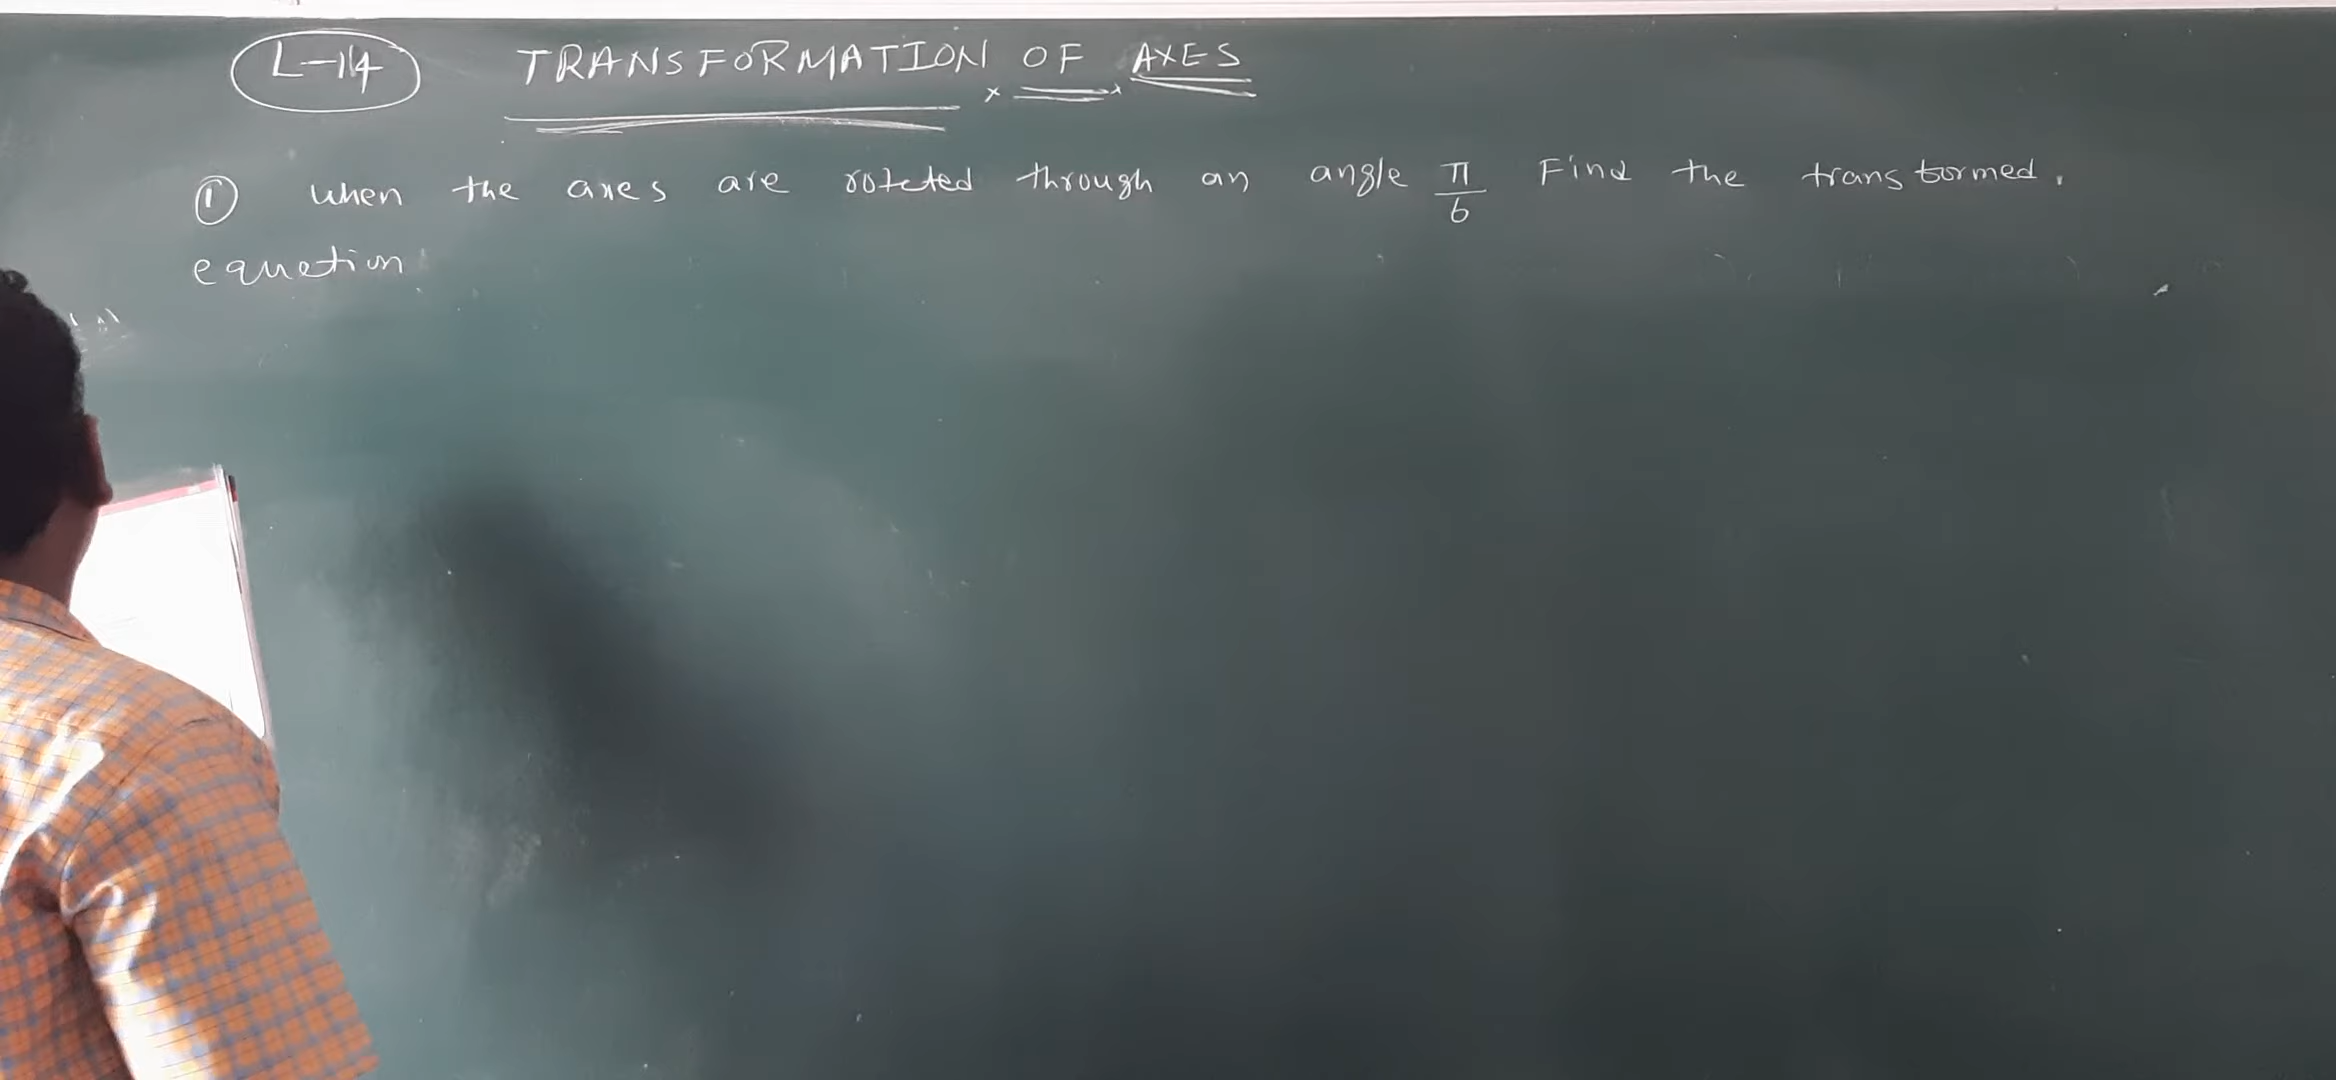 L-14 TRANSFORMATION OF AXES
① when the axes are rotated through an angle π/6 Find the transformed.
equation